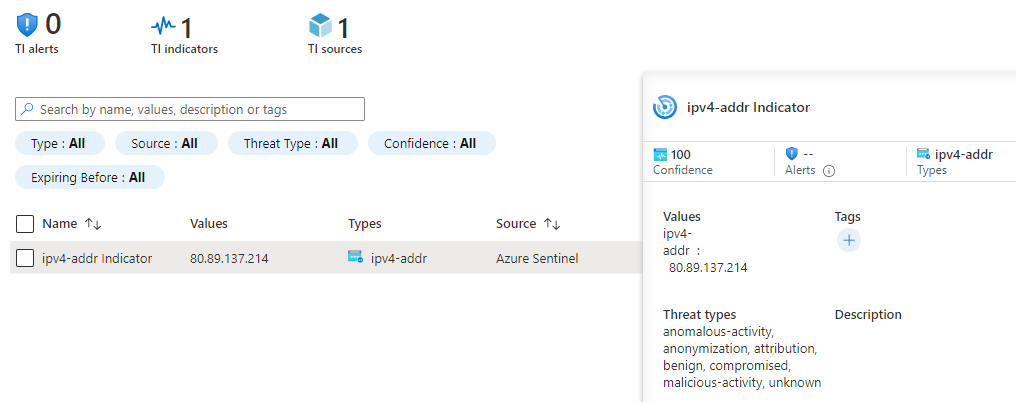 0
TI alerts
1
TI indicators
1
TI sources
Search by name, values, description or tags
Type : All
Source : All
Threat Type : All
Confidence : All
Expiring Before : All
Name ↑↓ Values Types Source ↑↓
ipv4-addr Indicator 80.89.137.214 ipv4-addr Azure Sentinel
ipv4-addr Indicator
100
Confidence
--
Alerts
ipv4-addr
Types
Values
ipv4-
addr :
80.89.137.214
Tags
Threat types
anomalous-activity,
anonymization, attribution,
benign, compromised,
malicious-activity, unknown
Description